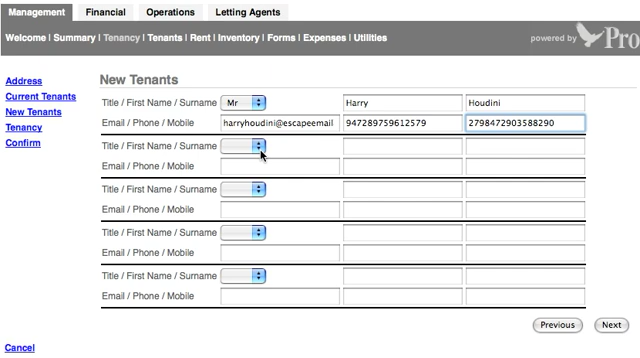 Management Financial Operations Letting Agents
Welcome | Summary | Tenancy | Tenants | Rent | Inventory | Forms | Expenses | Utilities powered by Pro
Address
Current Tenants
New Tenants
Tenancy
Confirm
New Tenants
Title / First Name / Surname Mr Harry Houdini
Email / Phone / Mobile harryhoudini@escapeemail 947289759612579 2798472903588290
Title / First Name / Surname
Email / Phone / Mobile
Title / First Name / Surname
Email / Phone / Mobile
Title / First Name / Surname
Email / Phone / Mobile
Title / First Name / Surname
Email / Phone / Mobile
Previous Next
Cancel